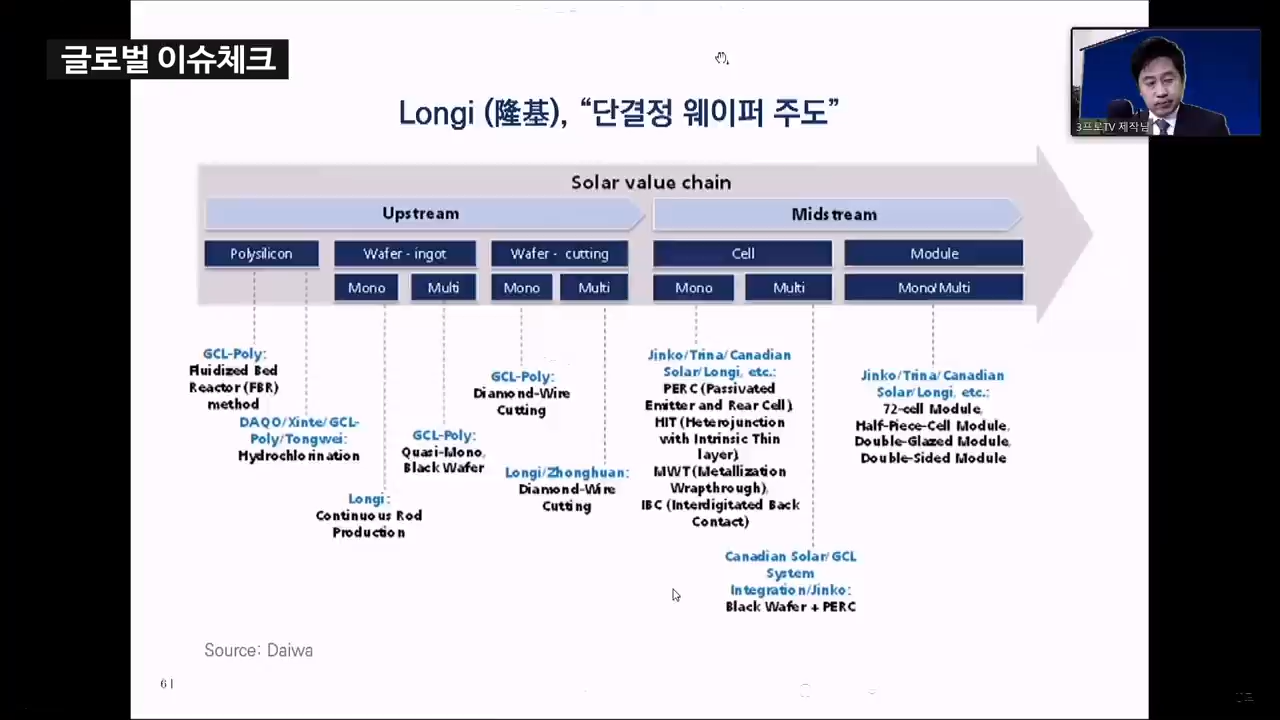 글로벌 이슈체크
3프로TV 제작팀
Longi (隆基), “단결정 웨이퍼 주도”
Solar value chain
Upstream
Midstream
Polysilicon
Wafer - ingot
Wafer - cutting
Cell
Module
Mono
Multi
Mono
Multi
Mono
Multi
Mono/Multi
GCL-Poly:
Fluidized Bed
Reactor (FBR)
method
DAQO/Xinte/GCL-
Poly/Tongwei:
Hydrochlorination
Longi:
Continuous Rod
Production
GCL-Poly:
Quasi-Mono,
Black Wafer
GCL-Poly:
Diamond-Wire
Cutting
Longi/Zhonghuan:
Diamond-Wire
Cutting
Jinko/Trina/Canadian
Solar/Longi, etc.:
PERC (Passivated
Emitter and Rear Cell),
HIT (Heterojunction
with Intrinsic Thin
layer),
MWT (Metallization
Wrapthrough),
IBC (Interdigitated Back
Contact)
Canadian Solar/GCL
System
Integration/Jinko:
Black Wafer + PERC
Jinko/Trina/Canadian
Solar/Longi, etc.:
72-cell Module,
Half-Piece-Cell Module,
Double-Glazed Module,
Double-Sided Module
Source: Daiwa
6 |